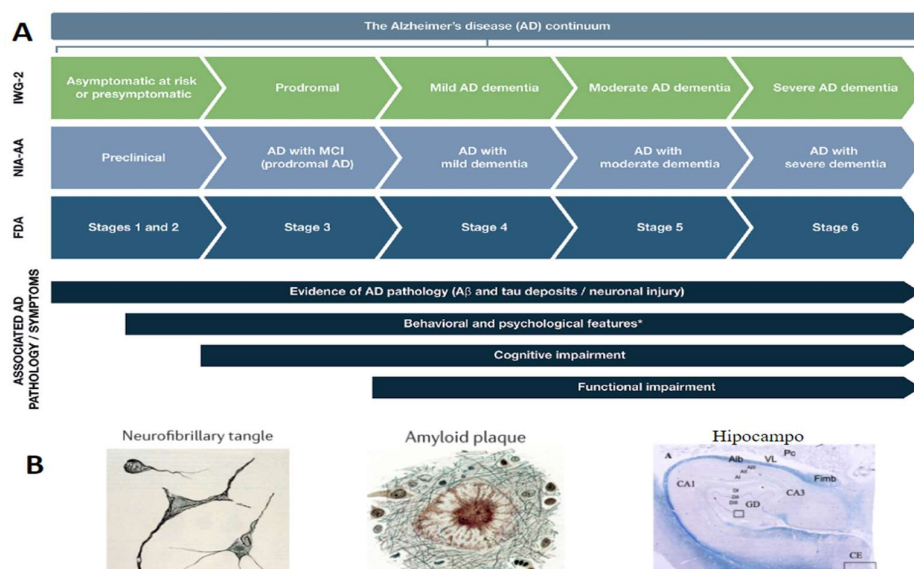 A
The Alzheimer's disease (AD) continuum
IWG-2
Asymptomatic at risk
or presymptomatic
Prodromal
Mild AD dementia
Moderate AD dementia
Severe AD dementia
NIA-AA
Preclinical
AD with MCI
(prodromal AD)
AD with
mild dementia
AD with
moderate dementia
AD with
severe dementia
FDA
Stages 1 and 2
Stage 3
Stage 4
Stage 5
Stage 6
ASSOCIATED AD
PATHOLOGY / SYMPTOMS
Evidence of AD pathology (Aβ and tau deposits / neuronal injury)
Behavioral and psychological features*
Cognitive impairment
Functional impairment
B
Neurofibrillary tangle
Amyloid plaque
Hipocampo
A
Alb
VL
Pc
Fimb
CA1
CA3
GD
CE